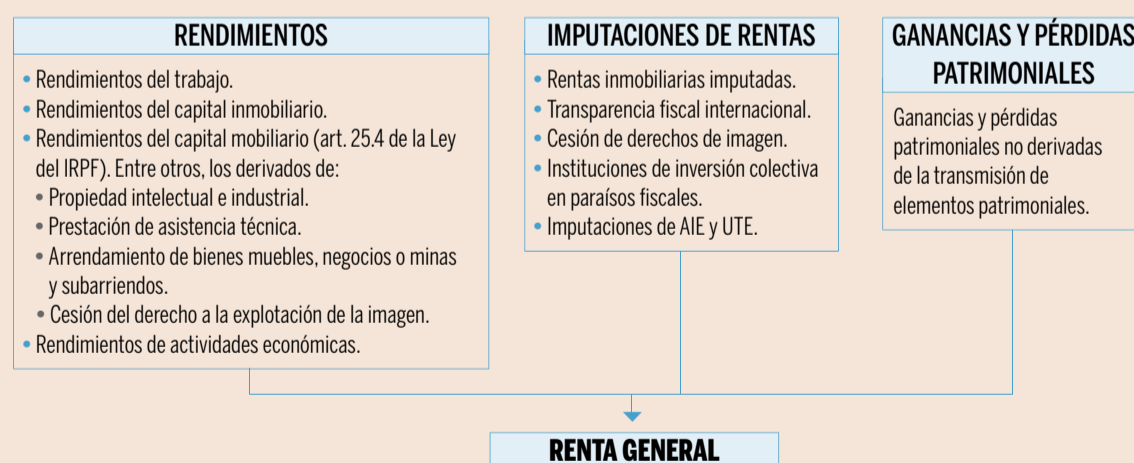 RENDIMIENTOS
• Rendimientos del trabajo.
• Rendimientos del capital inmobiliario.
• Rendimientos del capital mobiliario (art. 25.4 de la Ley
del IRPF). Entre otros, los derivados de:
• Propiedad intelectual e industrial.
• Prestación de asistencia técnica.
• Arrendamiento de bienes muebles, negocios o minas
y subarriendos.
• Cesión del derecho a la explotación de la imagen.
• Rendimientos de actividades económicas.
IMPUTACIONES DE RENTAS
• Rentas inmobiliarias imputadas.
• Transparencia fiscal internacional.
• Cesión de derechos de imagen.
• Instituciones de inversión colectiva
en paraísos fiscales.
• Imputaciones de AIE y UTE.
GANANCIAS Y PÉRDIDAS
PATRIMONIALES
Ganancias y pérdidas
patrimoniales no derivadas
de la transmisión de
elementos patrimoniales.
RENTA GENERAL